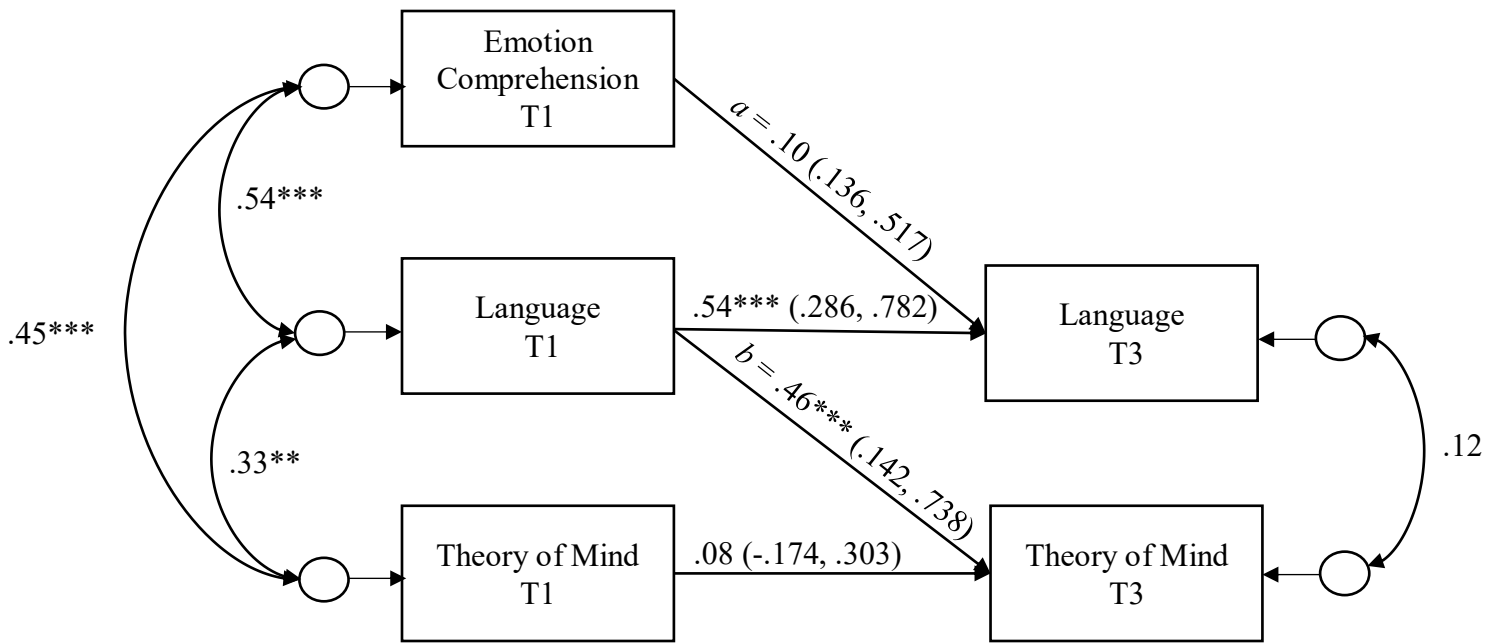 Emotion
Comprehension
T1
a = .10 (.136, .517)
.54***
Language
T1
.54*** (.286, .782)
Language
T3
.45***
b = .46*** (.142, .738)
.33**
.12
Theory of Mind
T1
.08 (-.174, .303)
Theory of Mind
T3